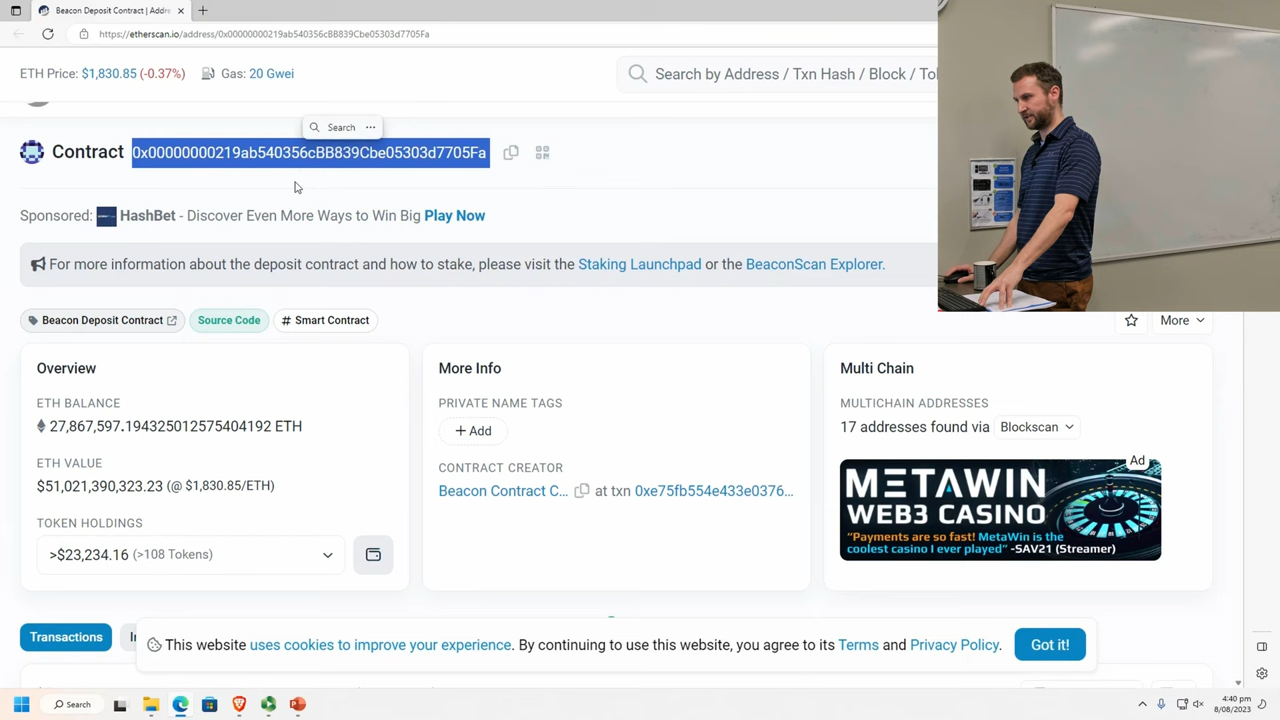 Beacon Deposit Contract | Addre
https://etherscan.io/address/0x00000000219ab540356cBB839Cbe05303d7705Fa
ETH Price: $1,830.85 (-0.37%) Gas: 20 Gwei
Search by Address / Txn Hash / Block / Tol
Search
Contract 0x00000000219ab540356cBB839Cbe05303d7705Fa
Sponsored: HashBet - Discover Even More Ways to Win Big Play Now
For more information about the deposit contract and how to stake, please visit the Staking Launchpad or the BeaconScan Explorer.
Beacon Deposit Contract Source Code # Smart Contract
More
Overview
ETH BALANCE
27,867,597.194325012575404192 ETH
ETH VALUE
$51,021,390,323.23 (@ $1,830.85/ETH)
TOKEN HOLDINGS
>$23,234.16 (>108 Tokens)
More Info
PRIVATE NAME TAGS
+ Add
CONTRACT CREATOR
Beacon Contract C... at txn 0xe75fb554e433e0376...
Multi Chain
MULTICHAIN ADDRESSES
17 addresses found via Blockscan
Ad
METAWIN
WEB3 CASINO
“Payments are so fast! MetaWin is the
coolest casino I ever played” -SAV21 (Streamer)
Transactions
This website uses cookies to improve your experience. By continuing to use this website, you agree to its Terms and Privacy Policy.
Got it!
Search
4:40 pm
8/08/2023